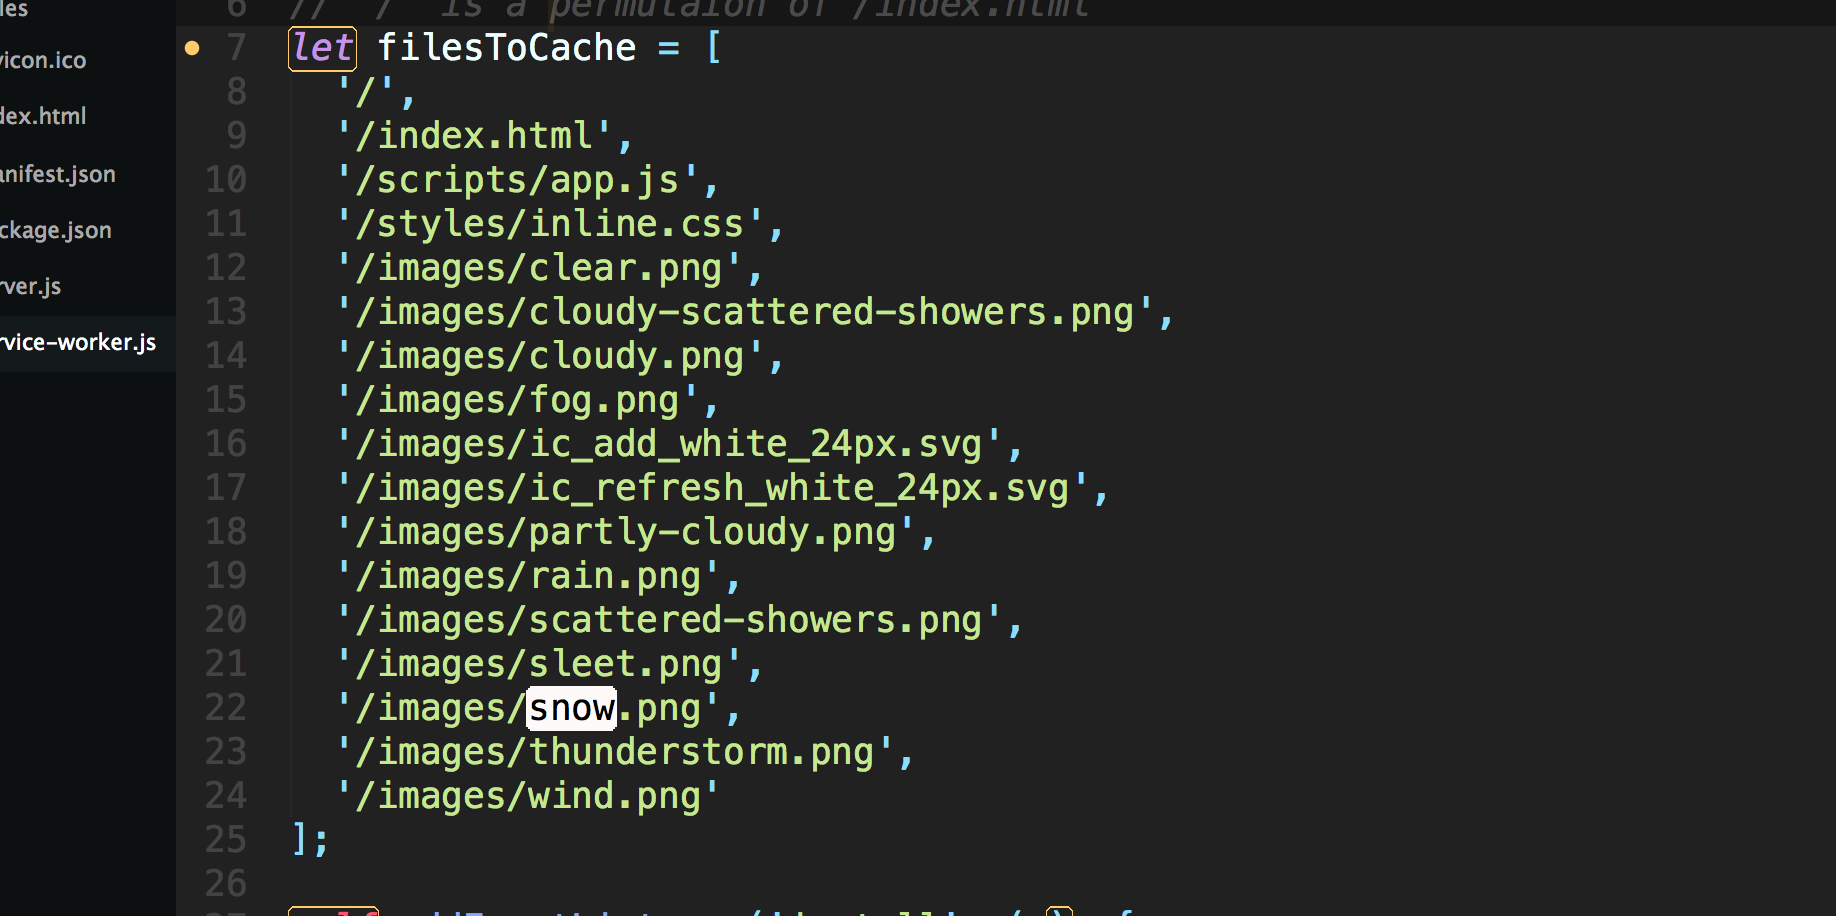 les
vicon.ico
dex.html
anifest.json
ckage.json
rver.js
rvice-worker.js
6 // '/' is a permutaion of /index.html
7 let filesToCache = [
8 '/',
9 '/index.html',
10 '/scripts/app.js',
11 '/styles/inline.css',
12 '/images/clear.png',
13 '/images/cloudy-scattered-showers.png',
14 '/images/cloudy.png',
15 '/images/fog.png',
16 '/images/ic_add_white_24px.svg',
17 '/images/ic_refresh_white_24px.svg',
18 '/images/partly-cloudy.png',
19 '/images/rain.png',
20 '/images/scattered-showers.png',
21 '/images/sleet.png',
22 '/images/snow.png',
23 '/images/thunderstorm.png',
24 '/images/wind.png'
25 ];
26